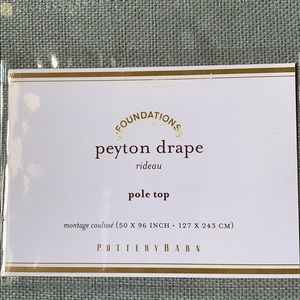 FOUNDATIONS
peyton drape
rideau
pole top
montage coulissé (50 X 96 INCH • 127 X 243 CM)
POTTERYBARN